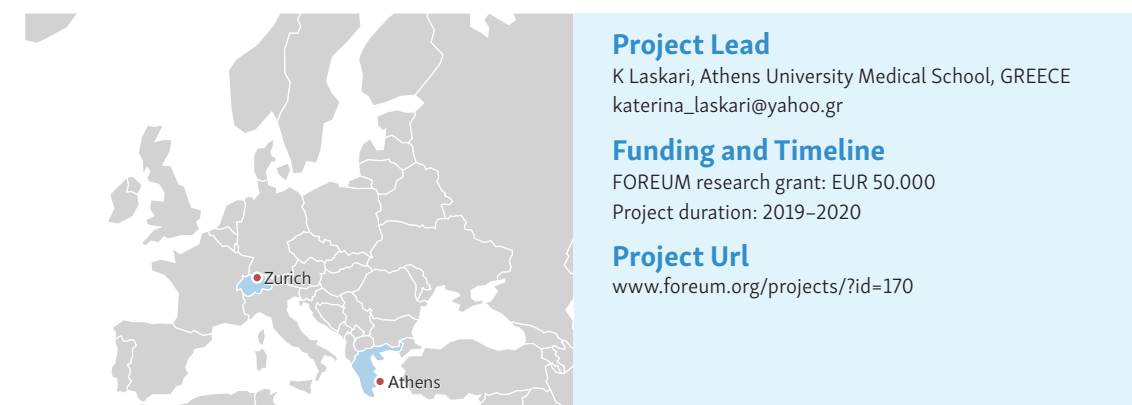 Zurich
Athens
Project Lead
K Laskari, Athens University Medical School, GREECE
katerina_laskari@yahoo.gr
Funding and Timeline
FOREUM research grant: EUR 50.000
Project duration: 2019–2020
Project Url
www.foreum.org/projects/?id=170